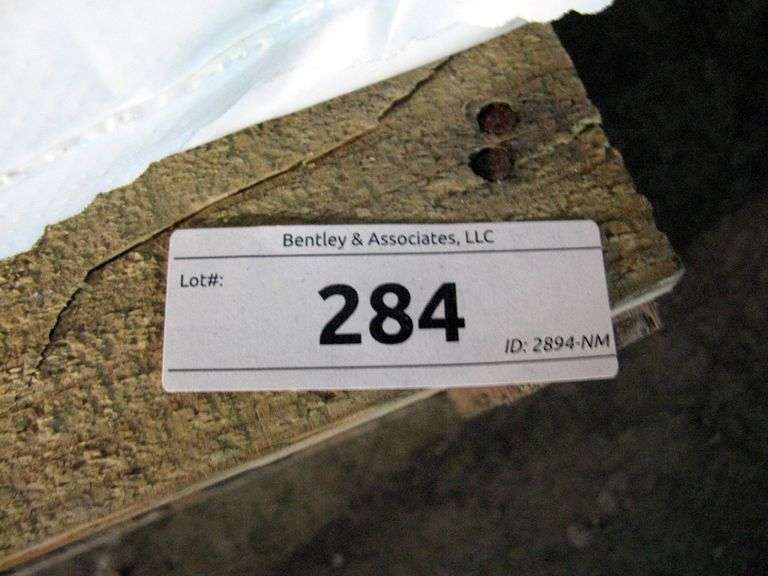 Bentley & Associates, LLC
Lot#:
284
ID: 2894-NM